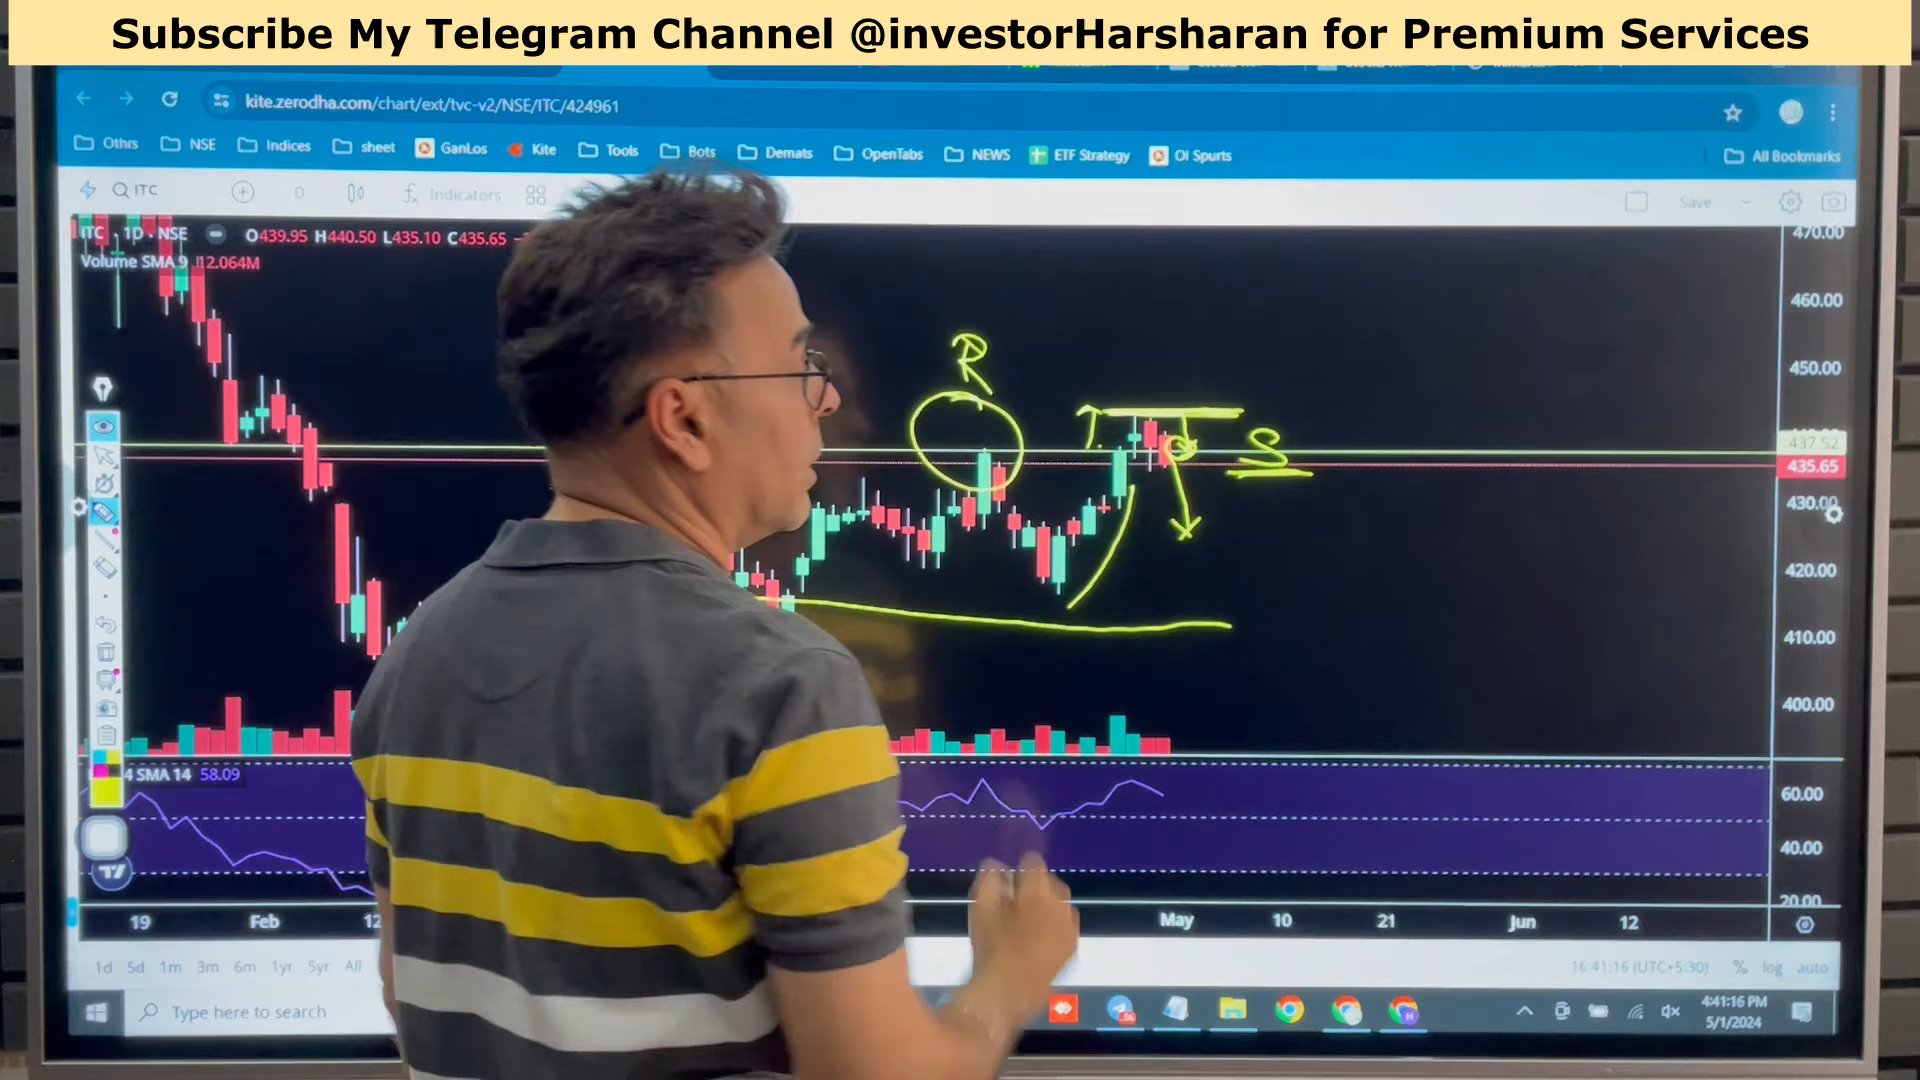 Subscribe My Telegram Channel @investorHarsharan for Premium Services
kite.zerodha.com/chart/ext/tvc-v2/NSE/ITC/424961
Othrs NSE Indices sheet GanLos Kite Tools Bots Demats OpenTabs NEWS ETF Strategy OI Spurts All Bookmarks
ITC D Indicators Save
ITC · 1D · NSE O439.95 H440.50 L435.10 C435.65
Volume SMA 9 12.064M
470.00
460.00
R
450.00
S
437.52
435.65
430.00
420.00
410.00
400.00
4 SMA 14 58.09
60.00
40.00
20.00
19 Feb 12 May 10 21 Jun 12
1d 5d 1m 3m 6m 1yr 5yr All 16:41:16 (UTC+5:30) % log auto
Type here to search
4:41:16 PM
5/1/2024